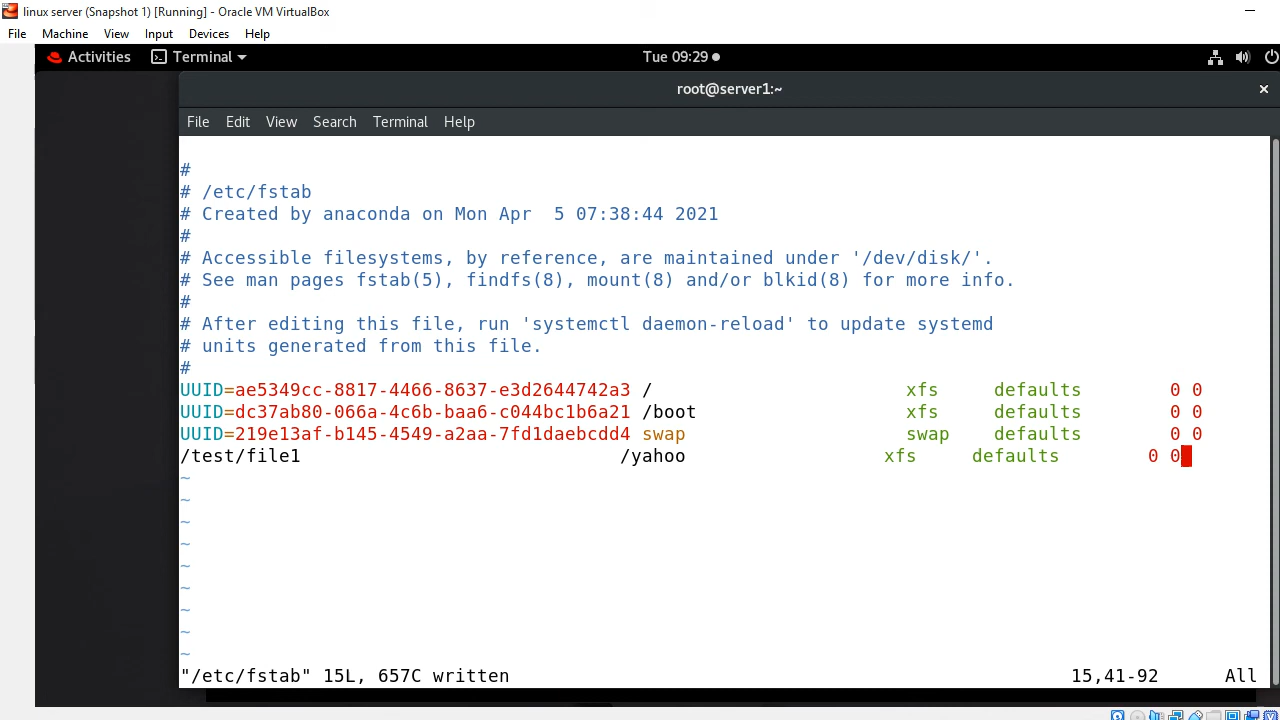 linux server (Snapshot 1) [Running] - Oracle VM VirtualBox
File Machine View Input Devices Help
Activities Terminal Tue 09:29
root@server1:~
File Edit View Search Terminal Help
#
# /etc/fstab
# Created by anaconda on Mon Apr  5 07:38:44 2021
#
# Accessible filesystems, by reference, are maintained under '/dev/disk/'.
# See man pages fstab(5), findfs(8), mount(8) and/or blkid(8) for more info.
#
# After editing this file, run 'systemctl daemon-reload' to update systemd
# units generated from this file.
#
UUID=ae5349cc-8817-4466-8637-e3d2644742a3 /                       xfs     defaults        0 0
UUID=dc37ab80-066a-4c6b-baa6-c044bc1b6a21 /boot                   xfs     defaults        0 0
UUID=219e13af-b145-4549-a2aa-7fd1daebcdd4 swap                    swap    defaults        0 0
/test/file1                             /yahoo                  xfs     defaults        0 0
~
~
~
~
~
~
~
~
~
"/etc/fstab" 15L, 657C written 15,41-92 All